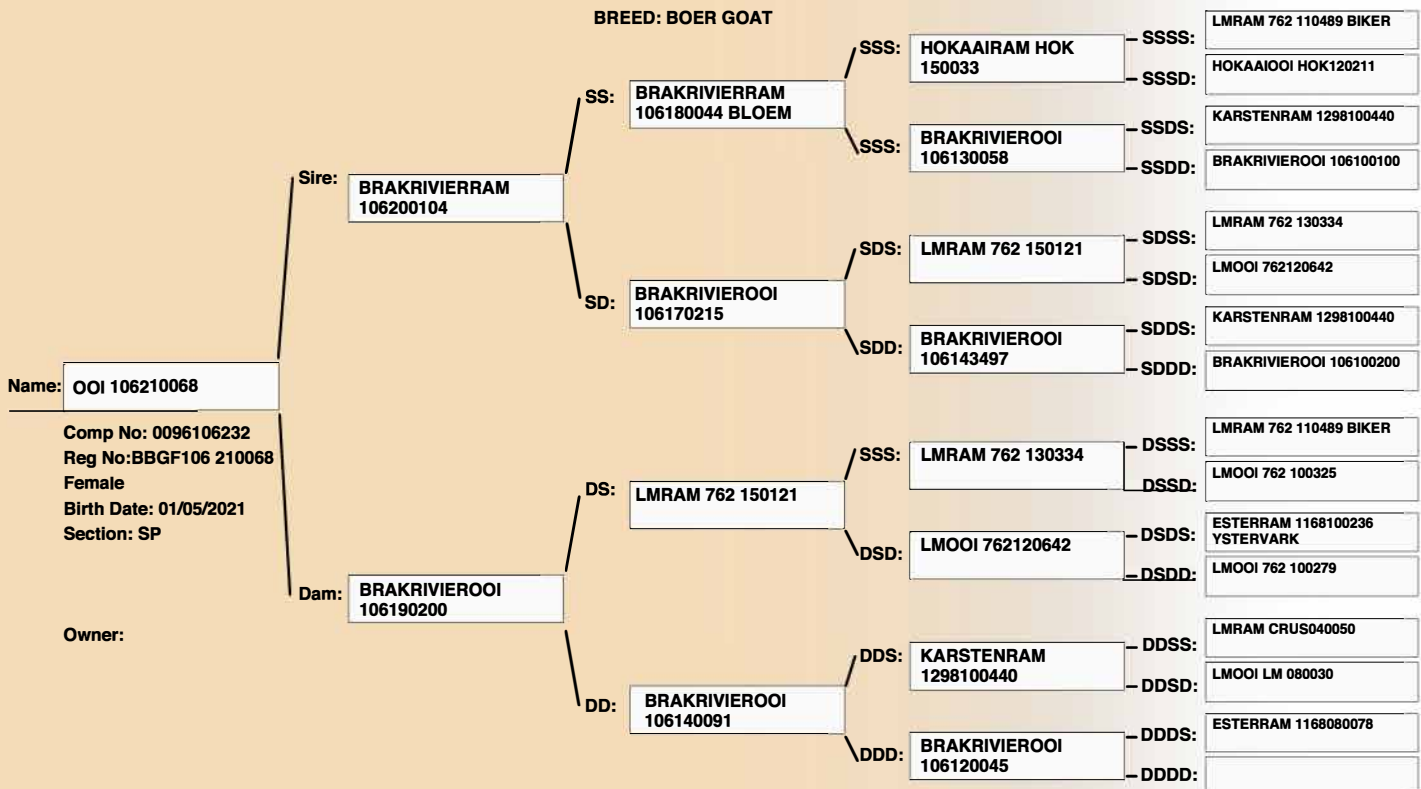 BREED: BOER GOAT
Name: OOI 106210068
Comp No: 0096106232
Reg No:BBGF106 210068
Female
Birth Date: 01/05/2021
Section: SP
Owner:
Sire: BRAKRIVIERRAM
106200104
Dam: BRAKRIVIEROOI
106190200
SS: BRAKRIVIERRAM
106180044 BLOEM
SD: BRAKRIVIEROOI
106170215
DS: LMRAM 762 150121
DD: BRAKRIVIEROOI
106140091
SSS: HOKAAIRAM HOK
150033
SSS: BRAKRIVIEROOI
106130058
SDS: LMRAM 762 150121
SDD: BRAKRIVIEROOI
106143497
SSS: LMRAM 762 130334
DSD: LMOOI 762120642
DDS: KARSTENRAM
1298100440
DDD: BRAKRIVIEROOI
106120045
SSSS: LMRAM 762 110489 BIKER
SSSD: HOKAAIOOI HOK120211
SSDS: KARSTENRAM 1298100440
SSDD: BRAKRIVIEROOI 106100100
SDSS: LMRAM 762 130334
SDSD: LMOOI 762120642
SDDS: KARSTENRAM 1298100440
SDDD: BRAKRIVIEROOI 106100200
DSSS: LMRAM 762 110489 BIKER
DSSD: LMOOI 762 100325
DSDS: ESTERRAM 1168100236
YSTERVARK
DSDD: LMOOI 762 100279
DDSS: LMRAM CRUS040050
DDSD: LMOOI LM 080030
DDDS: ESTERRAM 1168080078
DDDD: